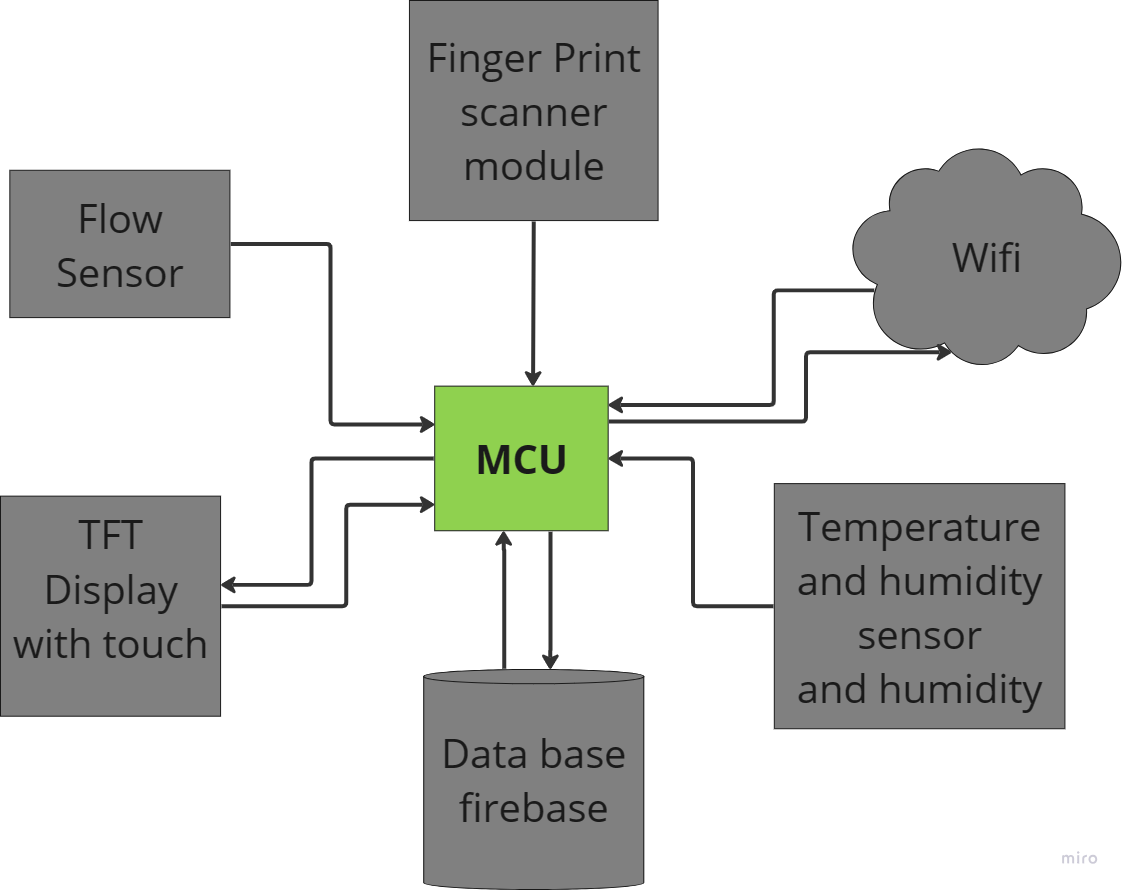 Finger Print
scanner
module
Flow
Sensor
Wifi
MCU
TFT
Display
with touch
Temperature
and humidity
sensor
and humidity
Data base
firebase
miro